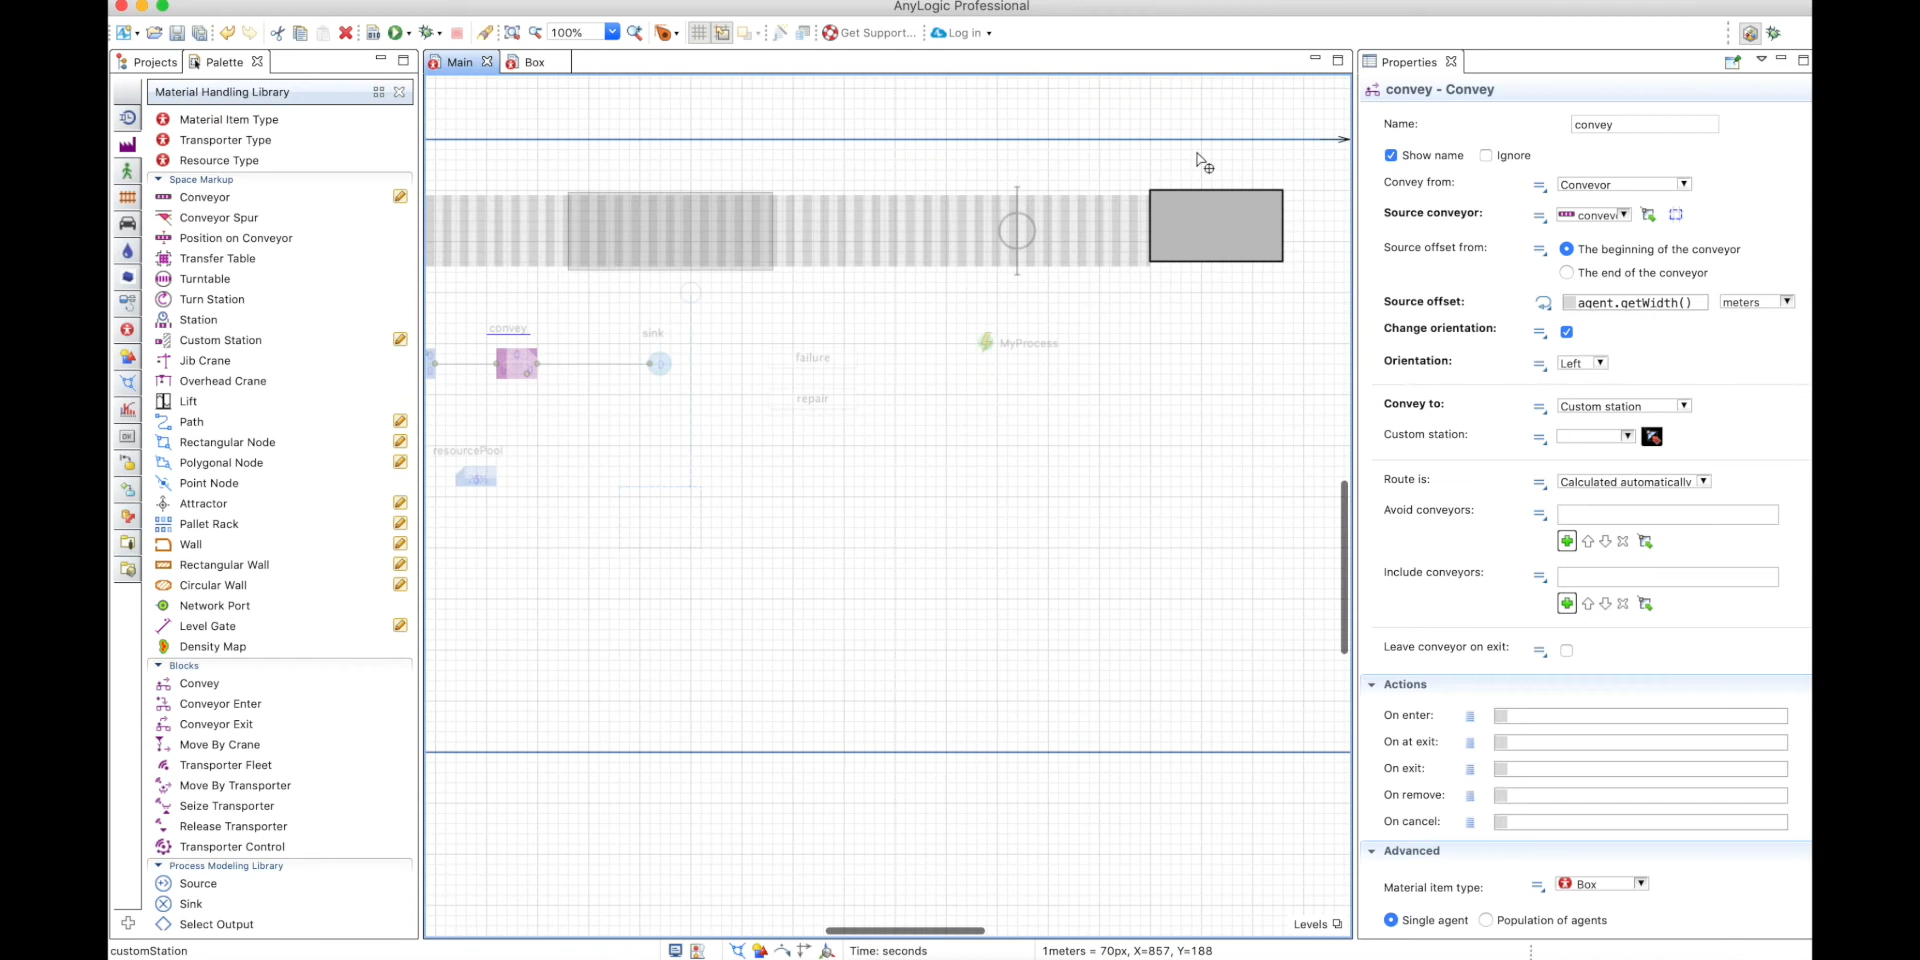 AnyLogic Professional
100%
Get Support...
Log in
Projects
Palette
Main
Box
Properties
Material Handling Library
Material Item Type
Transporter Type
Resource Type
Space Markup
Conveyor
Conveyor Spur
Position on Conveyor
Transfer Table
Turntable
Turn Station
Station
Custom Station
Jib Crane
Overhead Crane
Lift
Path
Rectangular Node
Polygonal Node
Point Node
Attractor
Pallet Rack
Wall
Rectangular Wall
Circular Wall
Network Port
Level Gate
Density Map
Blocks
Convey
Conveyor Enter
Conveyor Exit
Move By Crane
Transporter Fleet
Move By Transporter
Seize Transporter
Release Transporter
Transporter Control
Process Modeling Library
Source
Sink
Select Output
convey
sink
failure
repair
MyProcess
resourcePool
Levels
convey - Convey
Name: convey
Show name Ignore
Convey from: Conveyor
Source conveyor: convey
Source offset from: The beginning of the conveyor
The end of the conveyor
Source offset: agent.getWidth() meters
Change orientation:
Orientation: Left
Convey to: Custom station
Custom station:
Route is: Calculated automatically
Avoid conveyors:
Include conveyors:
Leave conveyor on exit:
Actions
On enter:
On at exit:
On exit:
On remove:
On cancel:
Advanced
Material item type: Box
Single agent Population of agents
customStation
Time: seconds
1meters = 70px, X=857, Y=188